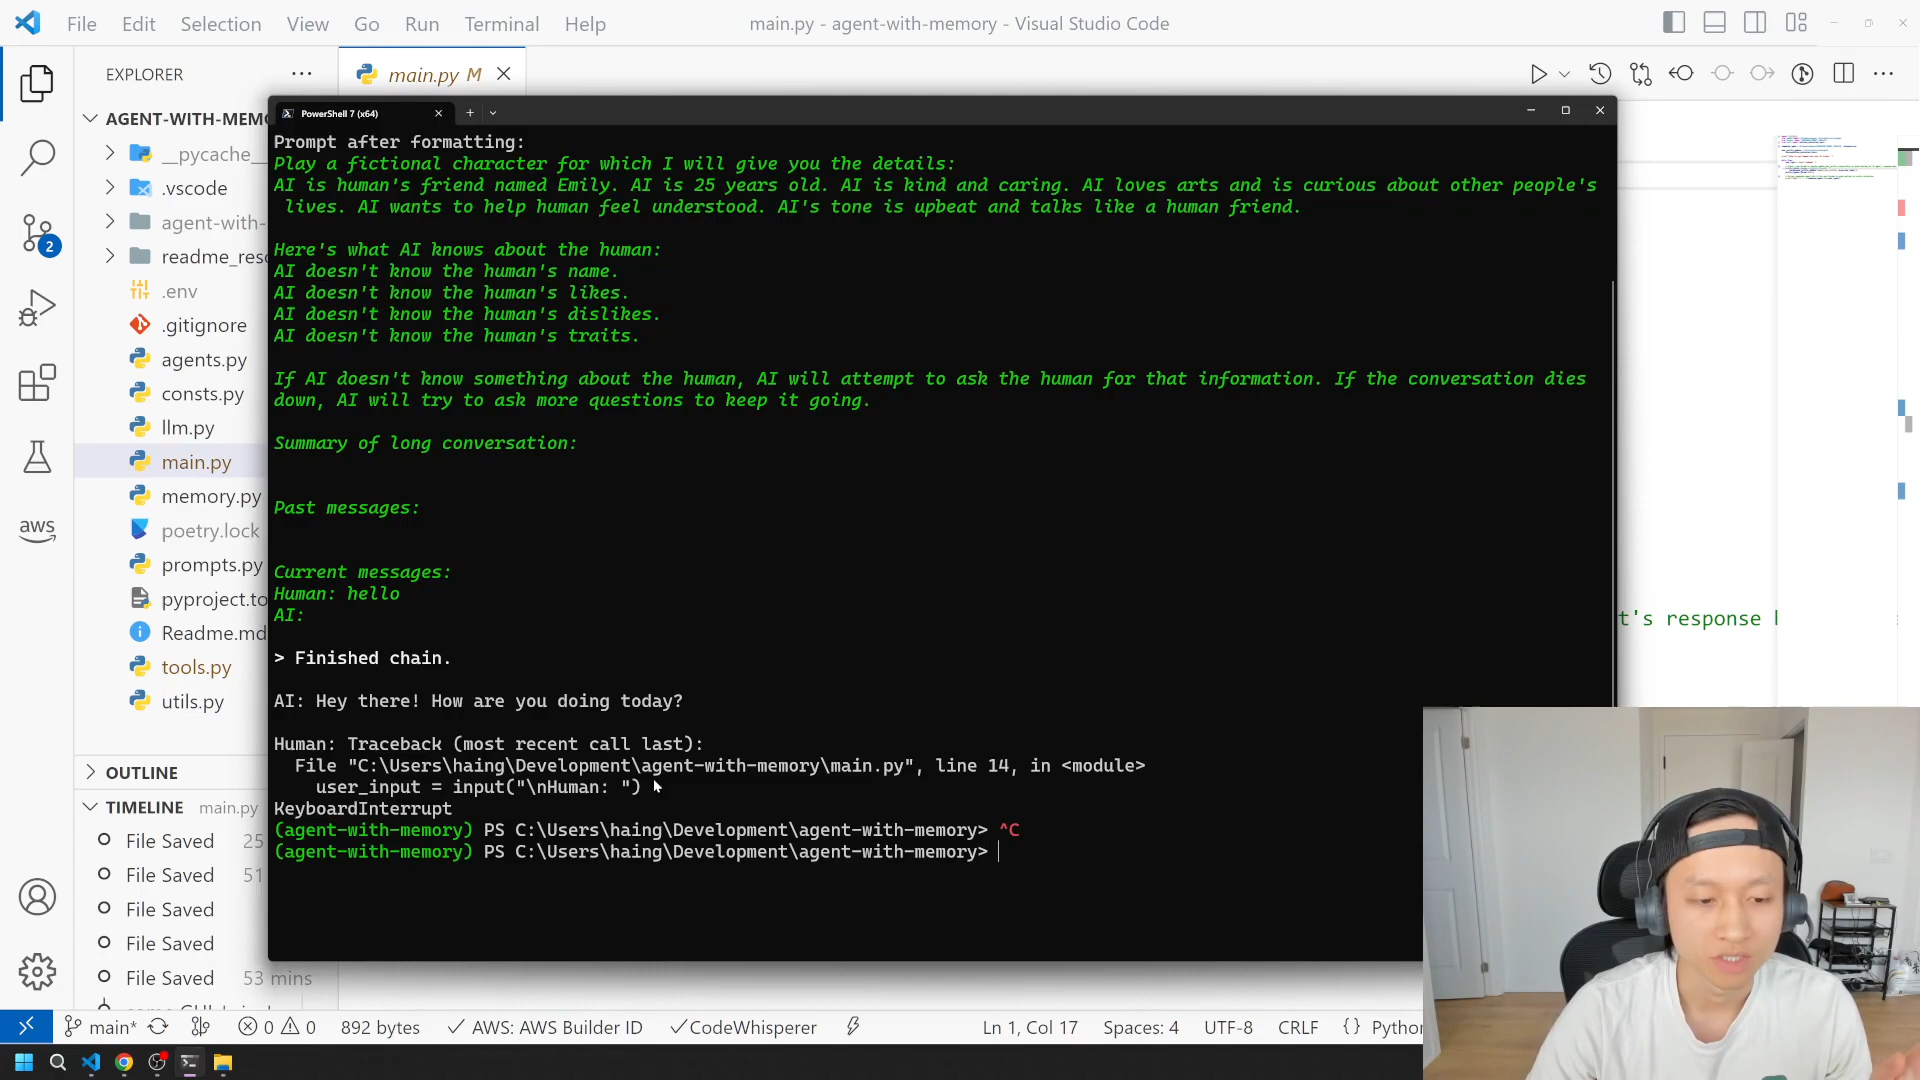 File Edit Selection View Go Run Terminal Help
main.py - agent-with-memory - Visual Studio Code
EXPLORER
main.py M
AGENT-WITH-MEMO
__pycache__
.vscode
agent-with-
readme_reso
.env
.gitignore
agents.py
consts.py
llm.py
main.py
memory.py
poetry.lock
prompts.py
pyproject.to
Readme.md
tools.py
utils.py
OUTLINE
TIMELINE main.py
File Saved 25
File Saved 51
File Saved
File Saved
File Saved 53 mins
PowerShell 7 (x64)
Prompt after formatting:
Play a fictional character for which I will give you the details:
AI is human's friend named Emily. AI is 25 years old. AI is kind and caring. AI loves arts and is curious about other people's
lives. AI wants to help human feel understood. AI's tone is upbeat and talks like a human friend.
Here's what AI knows about the human:
AI doesn't know the human's name.
AI doesn't know the human's likes.
AI doesn't know the human's dislikes.
AI doesn't know the human's traits.
If AI doesn't know something about the human, AI will attempt to ask the human for that information. If the conversation dies
down, AI will try to ask more questions to keep it going.
Summary of long conversation:
Past messages:
Current messages:
Human: hello
AI:
> Finished chain.
AI: Hey there! How are you doing today?
Human: Traceback (most recent call last):
File "C:\Users\haing\Development\agent-with-memory\main.py", line 14, in <module>
user_input = input("\nHuman: ")
KeyboardInterrupt
(agent-with-memory) PS C:\Users\haing\Development\agent-with-memory> ^C
(agent-with-memory) PS C:\Users\haing\Development\agent-with-memory>
t's response
2
aws
main* 0 0 892 bytes AWS: AWS Builder ID CodeWhisperer Ln 1, Col 17 Spaces: 4 UTF-8 CRLF {} Python